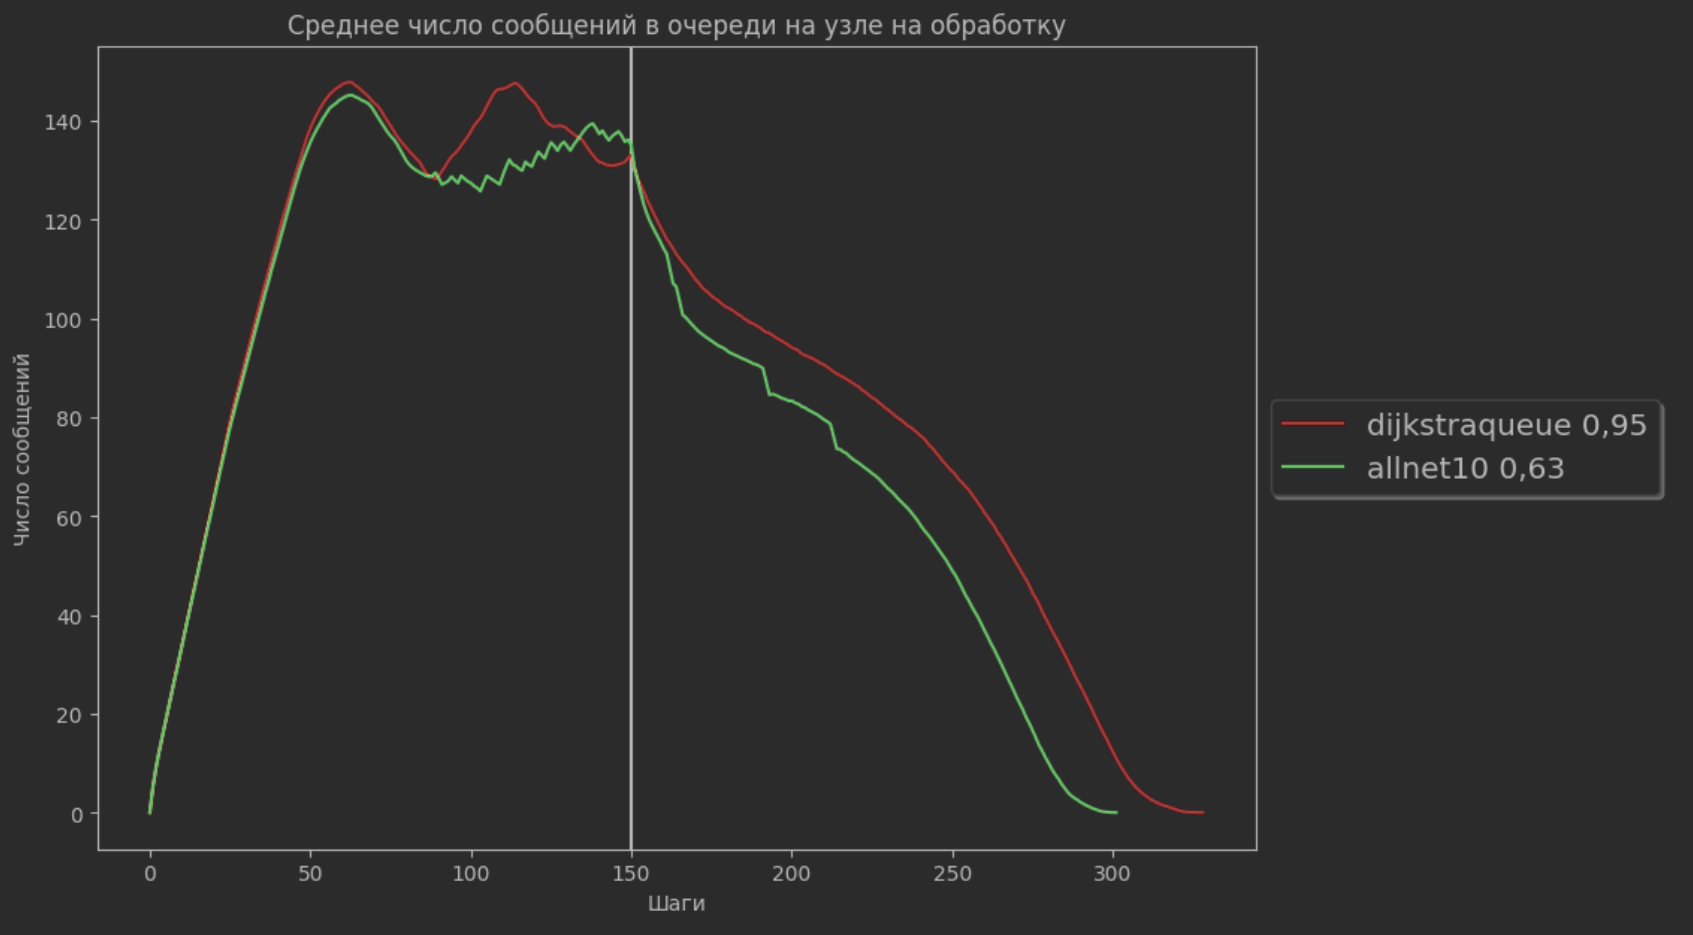 Среднее число сообщений в очереди на узле на обработку
Число сообщений
140
120
100
80
60
40
20
0
0 50 100 150 200 250 300
Шаги
dijkstraqueue 0,95
allnet10 0,63